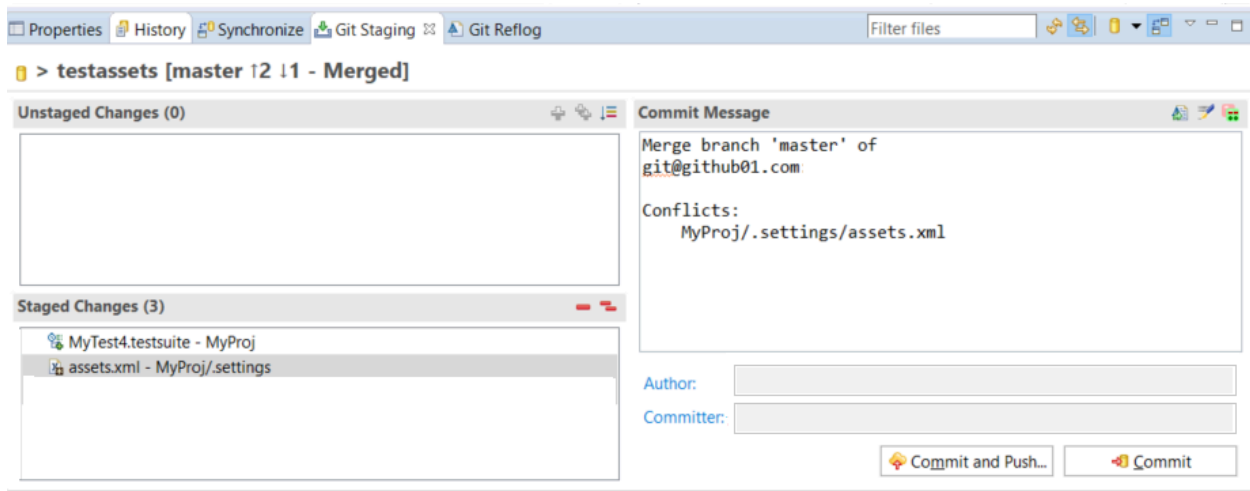 Properties History Synchronize Git Staging Git Reflog Filter files
> testassets [master ↑2 ↓1 - Merged]
Unstaged Changes (0)
Staged Changes (3)
MyTest4.testsuite - MyProj
assets.xml - MyProj/.settings
Commit Message
Merge branch 'master' of
git@github01.com
Conflicts:
MyProj/.settings/assets.xml
Author:
Committer:
Commit and Push... Commit